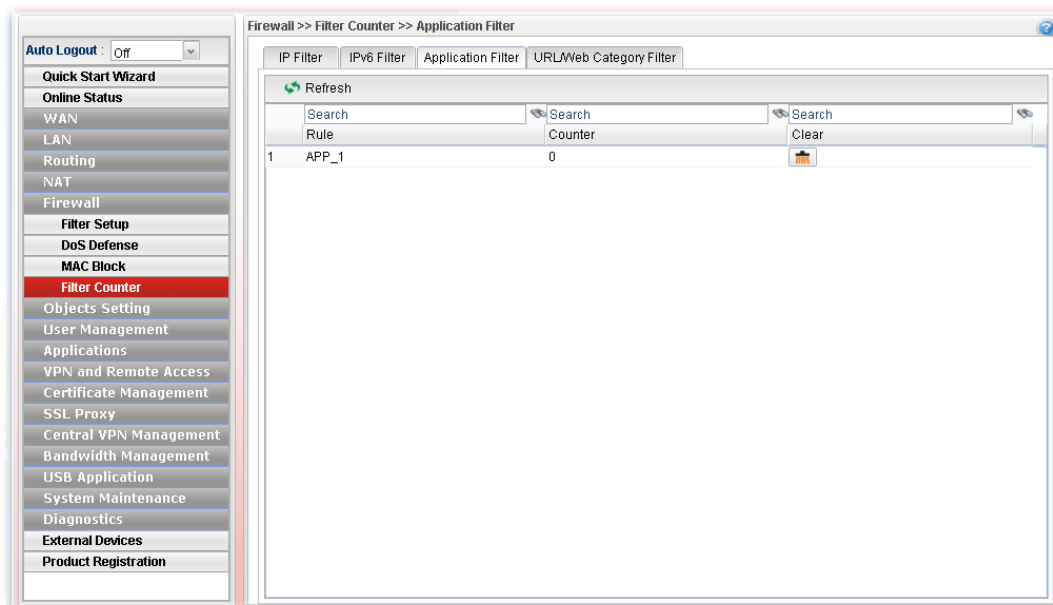 Auto Logout : Off
Quick Start Wizard
Online Status
WAN
LAN
Routing
NAT
Firewall
Filter Setup
DoS Defense
MAC Block
Filter Counter
Objects Setting
User Management
Applications
VPN and Remote Access
Certificate Management
SSL Proxy
Central VPN Management
Bandwidth Management
USB Application
System Maintenance
Diagnostics
External Devices
Product Registration
Firewall >> Filter Counter >> Application Filter
IP Filter IPv6 Filter Application Filter URL/Web Category Filter
Refresh
Search Search Search
Rule Counter Clear
1 APP_1 0